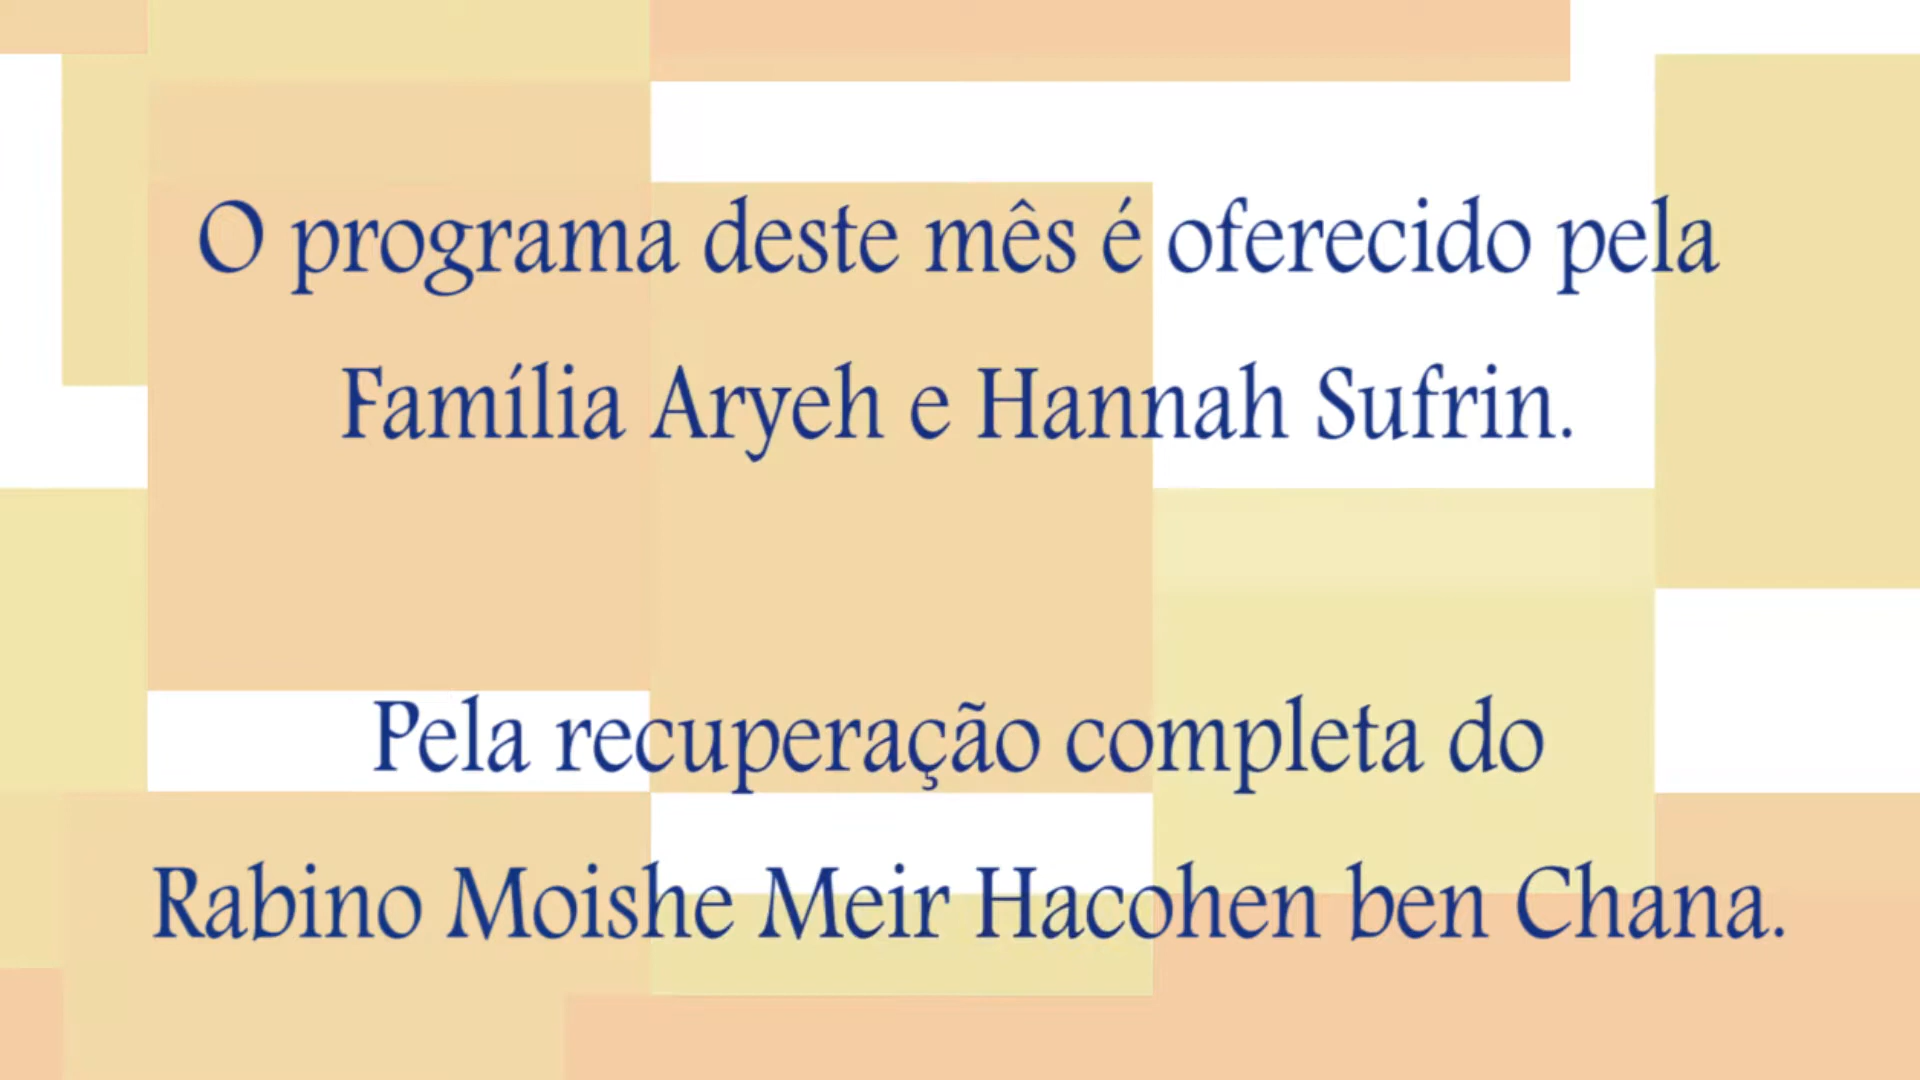 O programa deste mês é oferecido pela
Família Aryeh e Hannah Sufrin.
Pela recuperação completa do
Rabino Moishe Meir Hacohen ben Chana.